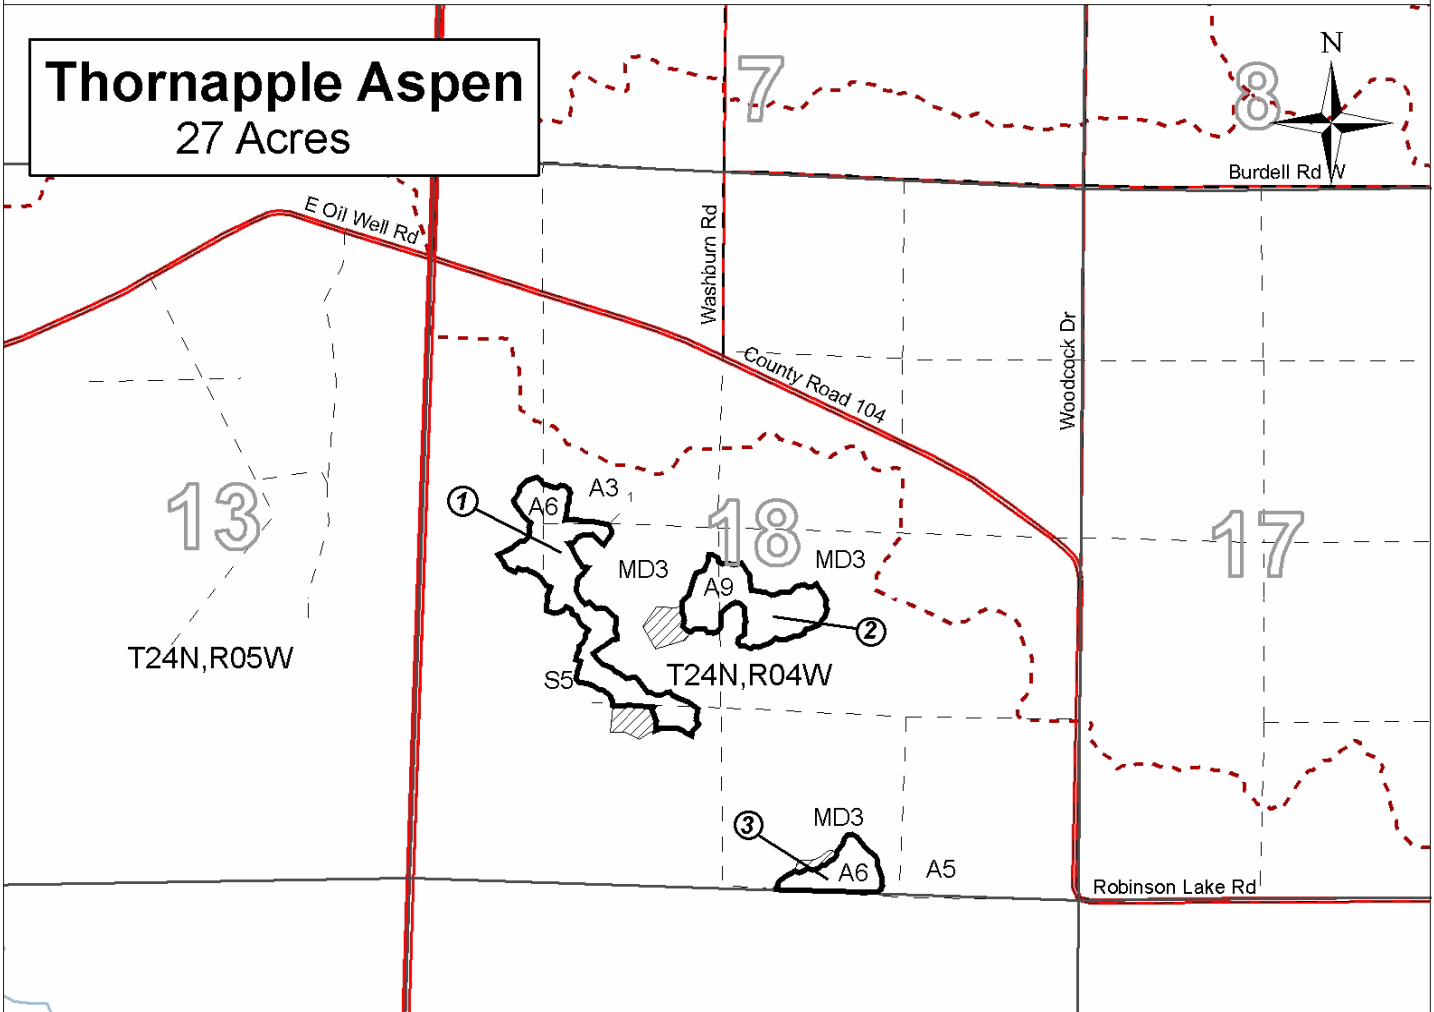 Thornapple Aspen
27 Acres
7
8
N
Burdell Rd W
E Oil Well Rd
Washburn Rd
County Road 104
Woodcock Dr
13
18
17
1
A6
A3
1
MD3
MD3
A9
2
T24N,R05W
S5
T24N,R04W
3
MD3
A6
A5
Robinson Lake Rd